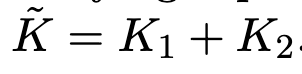 K̃ = K₁ + K₂.